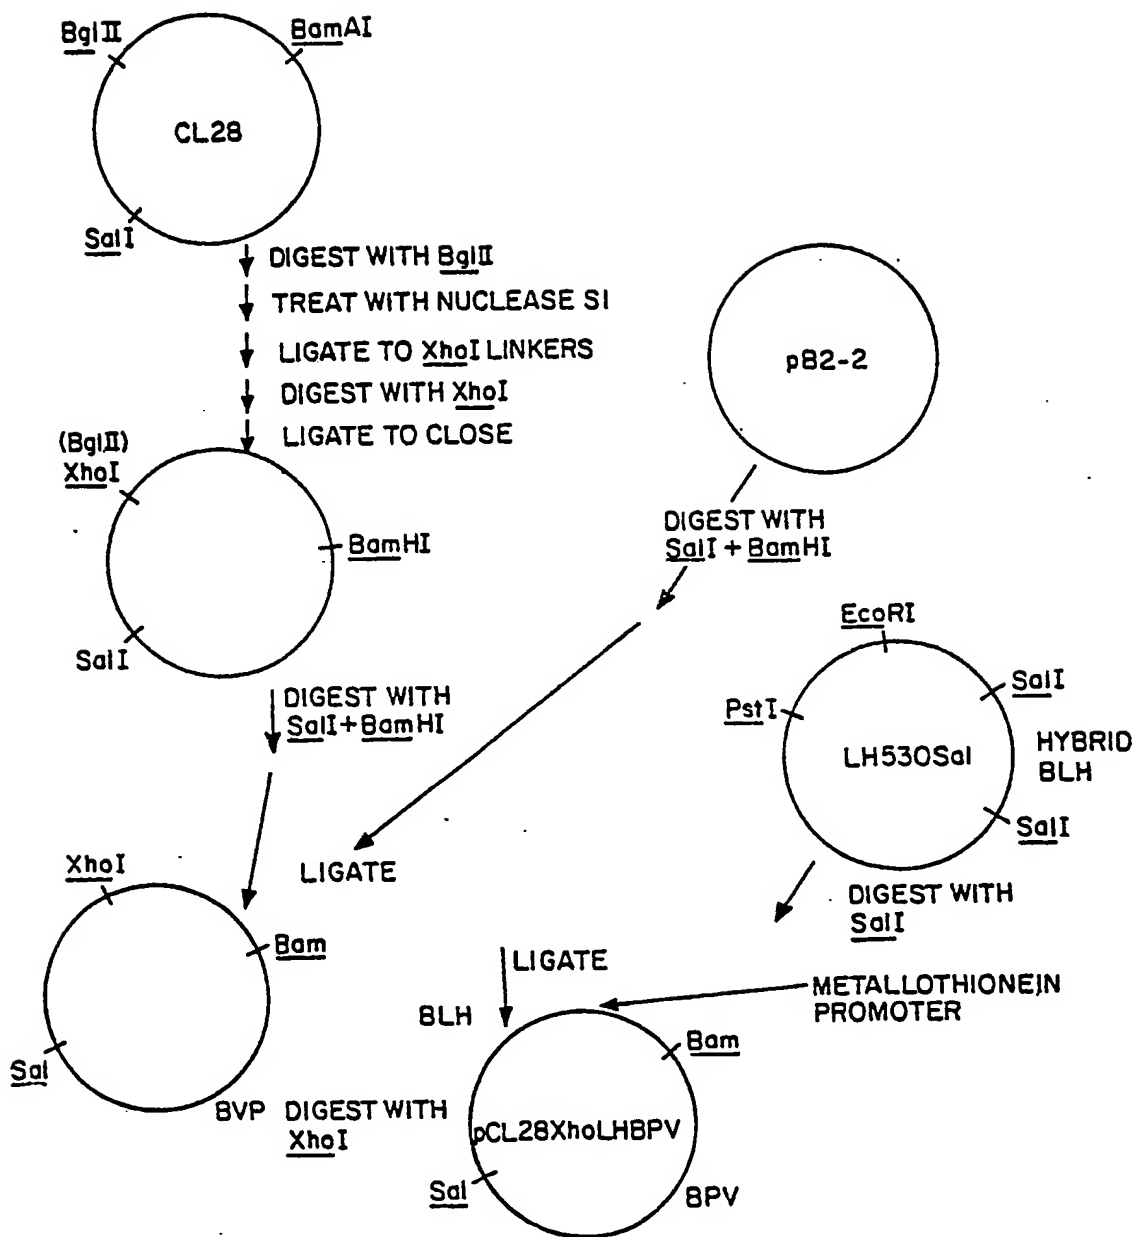 BglII
BamAI
CL28
SalI
DIGEST WITH BglII
TREAT WITH NUCLEASE SI
LIGATE TO XhoI LINKERS
DIGEST WITH XhoI
LIGATE TO CLOSE
pB2-2
(BglII)
XhoI
BamHI
SalI
DIGEST WITH
SalI + BamHI
DIGEST WITH
SalI+BamHI
EcoRI
SalI
PstI
LH530Sal
HYBRID
BLH
SalI
LIGATE
DIGEST WITH
SalI
XhoI
Bam
Sal
BVP
DIGEST WITH
XhoI
LIGATE
BLH
METALLOTHIONEIN
PROMOTER
Bam
pCL28XhoLHBPV
Sal
BPV